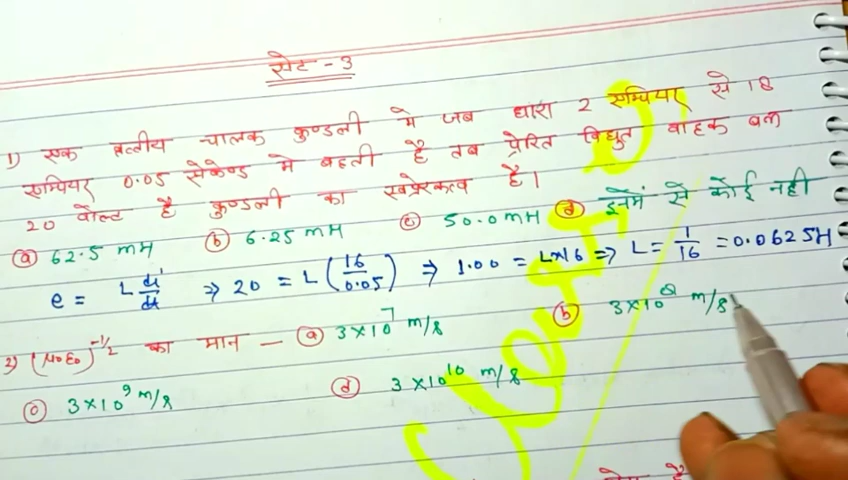 सेट - 3
1) एक वृत्तीय चालक कुण्डली में जब धारा 2 एम्पियर से 18
एम्पियर 0.05 सेकेण्ड में बहती है तब प्रेरित विद्युत वाहक बल
20 वोल्ट है कुण्डली का स्वप्रेरकत्व है।
(a) 62.5 mH (b) 6.25 mH (c) 50.0 mH (d) इनमें से कोई नही
e = L di/dt ⇒ 20 = L(16/0.05) ⇒ 1.00 = L×16 ⇒ L = 1/16 = 0.0625H
2) (μ₀ε₀)^-1/2 का मान — (a) 3×10^7 m/s (b) 3×10^8 m/s
(c) 3×10^9 m/s (d) 3×10^10 m/s
है